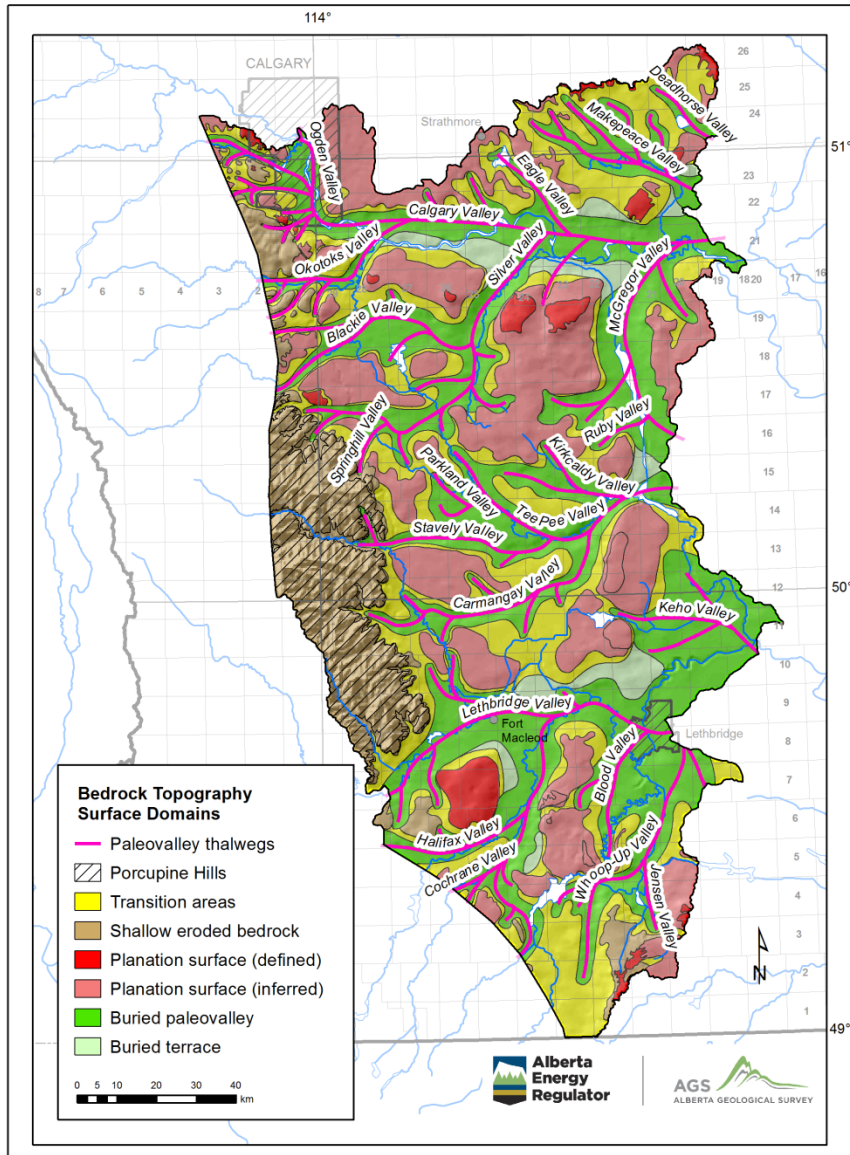 114°
CALGARY
Strathmore
51°
Deadhorse Valley
Makepeace Valley
Ogden Valley
Eagle Valley
Calgary Valley
Okotoks Valley
Silver Valley
McGregor Valley
Blackie Valley
Springhill Valley
Ruby Valley
Kirkcaldy Valley
Parkland Valley
TeePee Valley
Stavely Valley
Carmangay Valley
50°
Keho Valley
Lethbridge Valley
Fort
Macleod
Lethbridge
Blood Valley
Halifax Valley
Cochrane Valley
Whoop-Up Valley
Jensen Valley
49°
26
25
24
23
22
21
19
18
20
17
16
8
7
6
5
4
3
2
1
19
18
17
16
15
14
13
12
11
10
9
8
7
6
5
4
3
2
1
N
Bedrock Topography
Surface Domains
Paleovalley thalwegs
Porcupine Hills
Transition areas
Shallow eroded bedrock
Planation surface (defined)
Planation surface (inferred)
Buried paleovalley
Buried terrace
0 5 10 20 30 40
km
Alberta
Energy
Regulator
AGS
ALBERTA GEOLOGICAL SURVEY